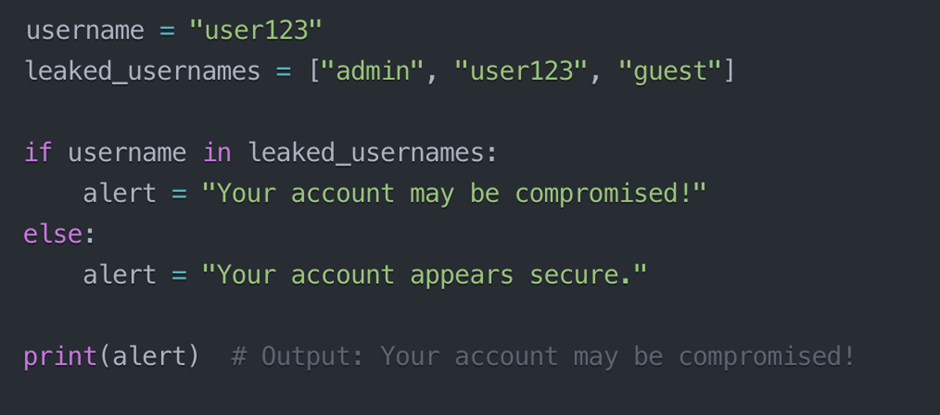 username = "user123"
leaked_usernames = ["admin", "user123", "guest"]
if username in leaked_usernames:
    alert = "Your account may be compromised!"
else:
    alert = "Your account appears secure."
print(alert)  # Output: Your account may be compromised!